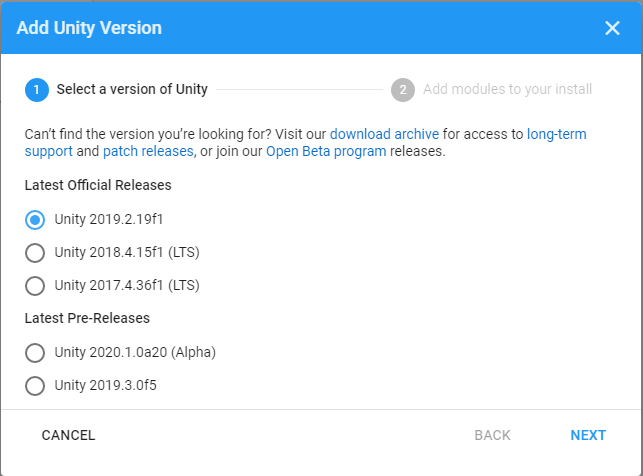 Add Unity Version
1 Select a version of Unity 2 Add modules to your install
Can't find the version you're looking for? Visit our download archive for access to long-term
support and patch releases, or join our Open Beta program releases.
Latest Official Releases
Unity 2019.2.19f1
Unity 2018.4.15f1 (LTS)
Unity 2017.4.36f1 (LTS)
Latest Pre-Releases
Unity 2020.1.0a20 (Alpha)
Unity 2019.3.0f5
CANCEL BACK NEXT